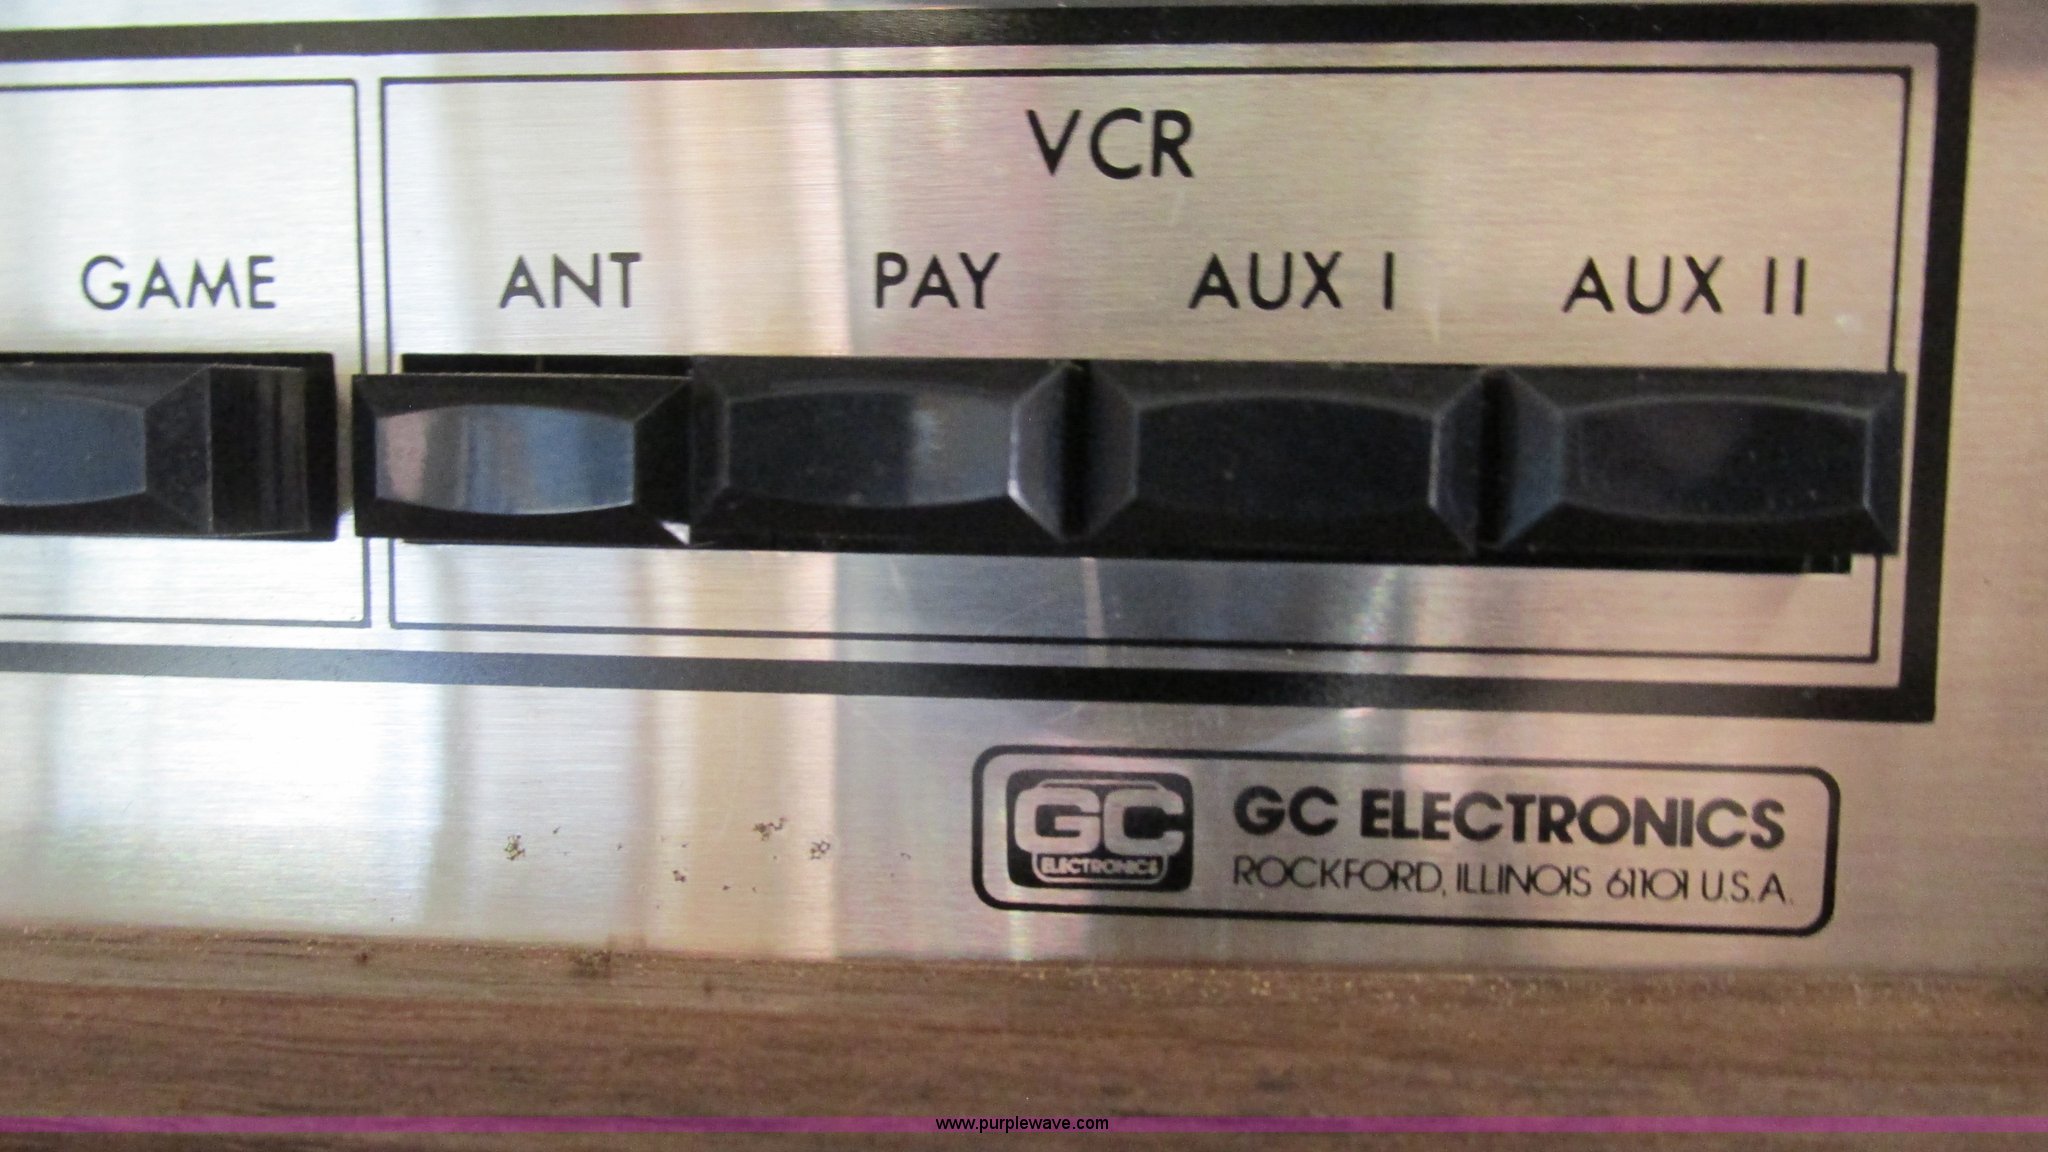 VCR
GAME ANT PAY AUX I AUX II
GC
ELECTRONICS
GC ELECTRONICS
ROCKFORD, ILLINOIS 61101 U.S.A.
www.purplewave.com